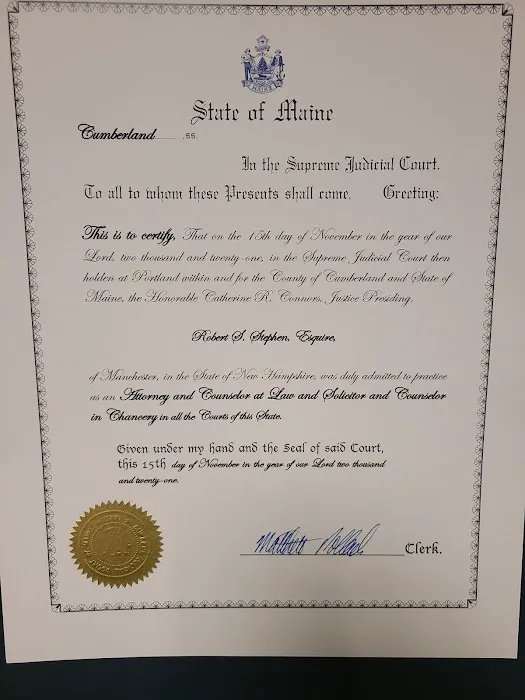 MAINE
State of Maine
Cumberland ,ss.
In the Supreme Judicial Court.
To all to whom these Presents shall come, Greeting:
This is to certify, That on the 15th day of November in the year of our
Lord, two thousand and twenty-one, in the Supreme Judicial Court then
holden at Portland within and for the County of Cumberland and State of
Maine, the Honorable Catherine R. Connors, Justice Presiding,
Robert S. Stephen, Esquire,
of Manchester, in the State of New Hampshire, was duly admitted to practice
as an Attorney and Counselor at Law and Solicitor and Counselor
in Chancery in all the Courts of this State.
Given under my hand and the Seal of said Court,
this 15th day of November in the year of our Lord two thousand
and twenty-one.
Matthew Pollack Clerk.